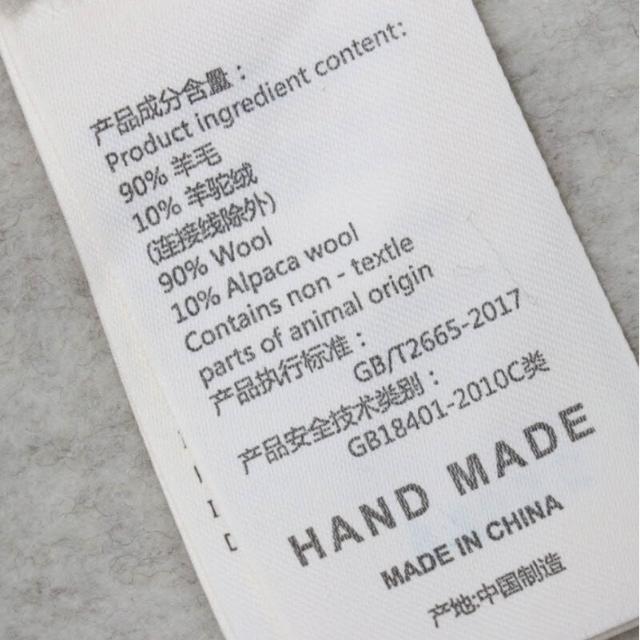 产品成分含量：
Product ingredient content:
90% 羊毛
10% 羊驼绒
(连接线除外)
90% Wool
10% Alpaca wool
Contains non - textle
parts of animal origin
产品执行标准：
GB/T2665-2017
产品安全技术类别：
GB18401-2010C类
HAND MADE
MADE IN CHINA
产地:中国制造